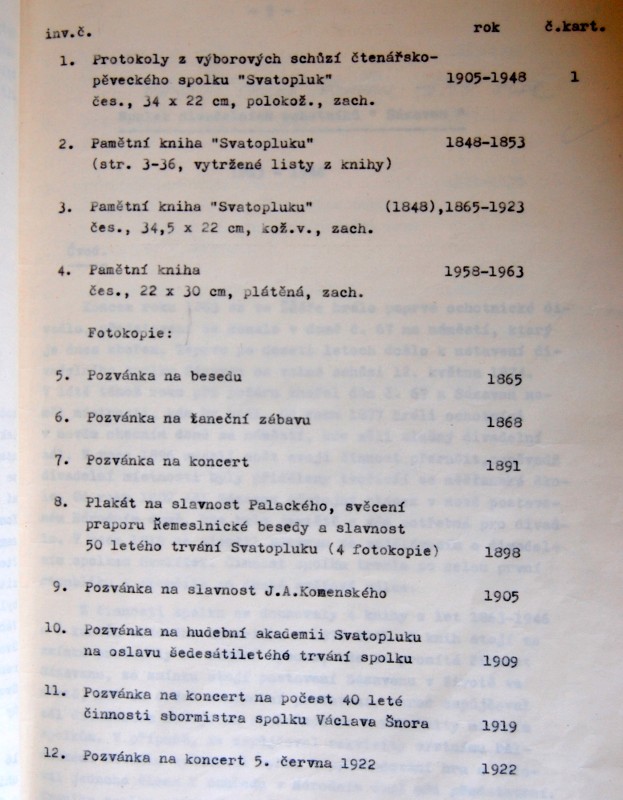 inv.č. rok č.kart.
1. Protokoly z výborových schůzí čtenářsko-
pěveckého spolku "Svatopluk" 1905-1948 1
čes., 34 x 22 cm, polokož., zach.
2. Pamětní kniha "Svatopluku" 1848-1853
(str. 3-36, vytržené listy z knihy)
3. Pamětní kniha "Svatopluku" (1848),1865-1923
čes., 34,5 x 22 cm, kož.v., zach.
4. Pamětní kniha 1958-1963
čes., 22 x 30 cm, plátěná, zach.
Fotokopie:
5. Pozvánka na besedu 1865
6. Pozvánka na taneční zábavu 1868
7. Pozvánka na koncert 1891
8. Plakát na slavnost Palackého, svěcení
praporu Řemeslnické besedy a slavnost
50 letého trvání Svatopluku (4 fotokopie) 1898
9. Pozvánka na slavnost J.A.Komenského 1905
10. Pozvánka na hudební akademii Svatopluku
na oslavu šedesátiletého trvání spolku 1909
11. Pozvánka na koncert na počest 40 leté
činnosti sbormistra spolku Václava Šnora 1919
12. Pozvánka na koncert 5. června 1922 1922